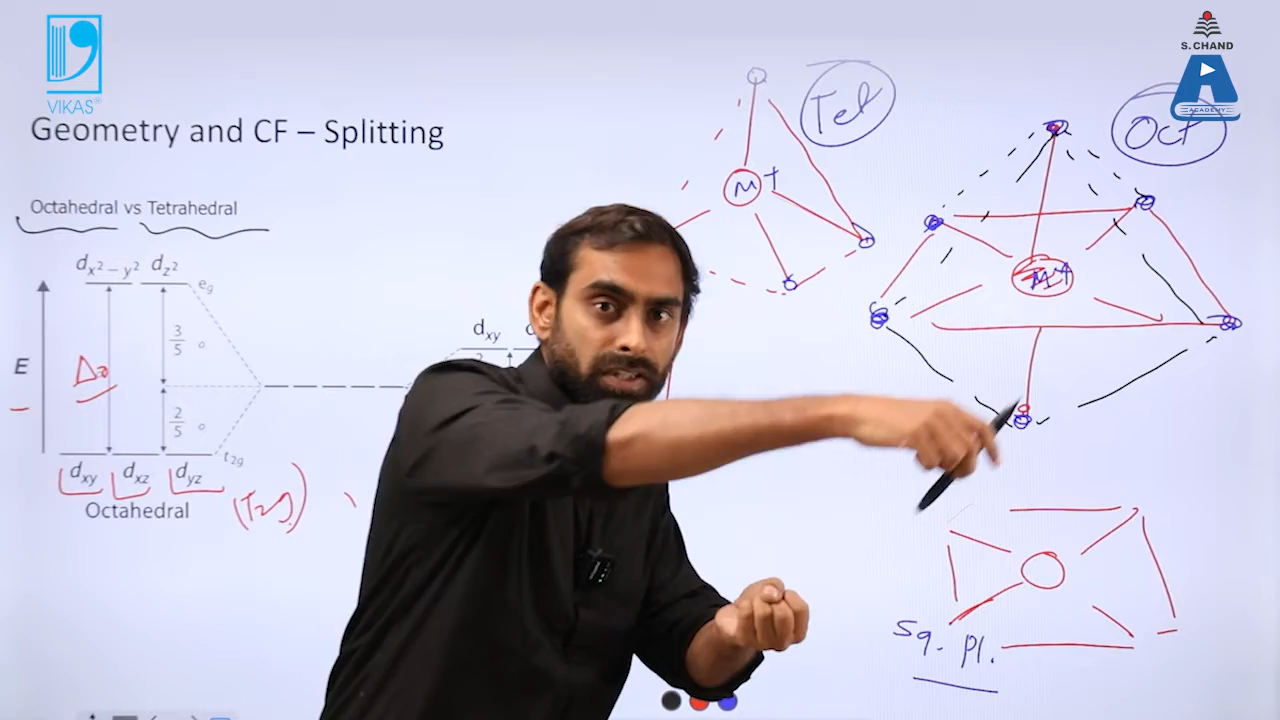 VIKAS®
S. CHAND
ACADEMY
Geometry and CF – Splitting
Tet
Oct
Octahedral vs Tetrahedral
dx²–y² dz²
eg
3/5 o
E
Δo
2/5 o
t2g
dxy dxz dyz
Octahedral
(T2g)
dxy
M+
M+
Sq. Pl.